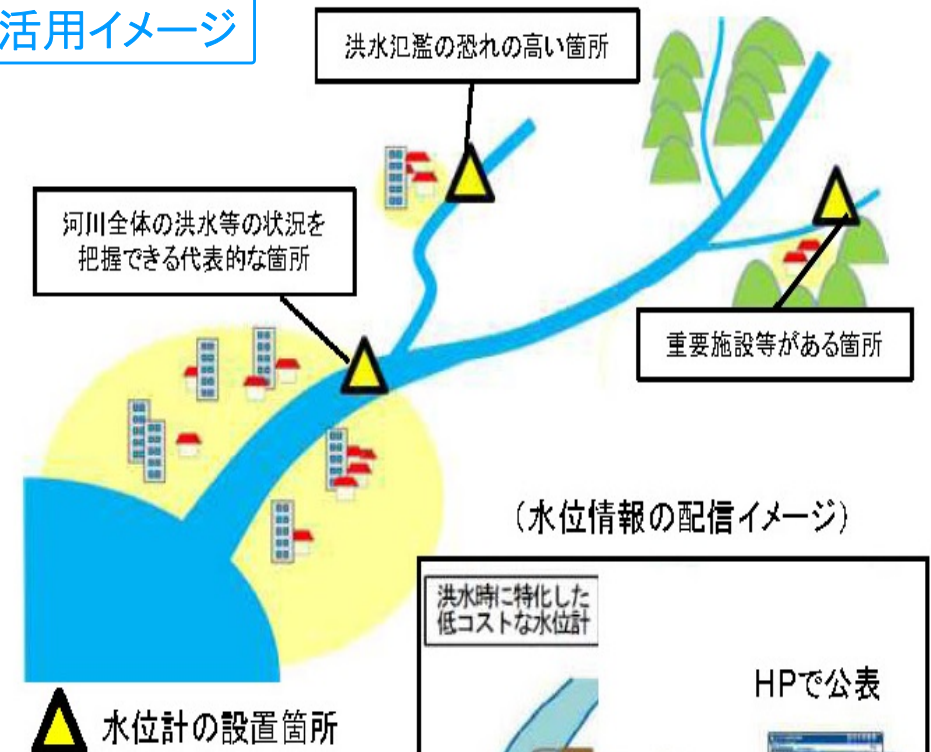 活用イメージ
洪水氾濫の恐れの高い箇所
河川全体の洪水等の状況を
把握できる代表的な箇所
重要施設等がある箇所
（水位情報の配信イメージ）
洪水時に特化した
低コストな水位計
HPで公表
水位計の設置箇所